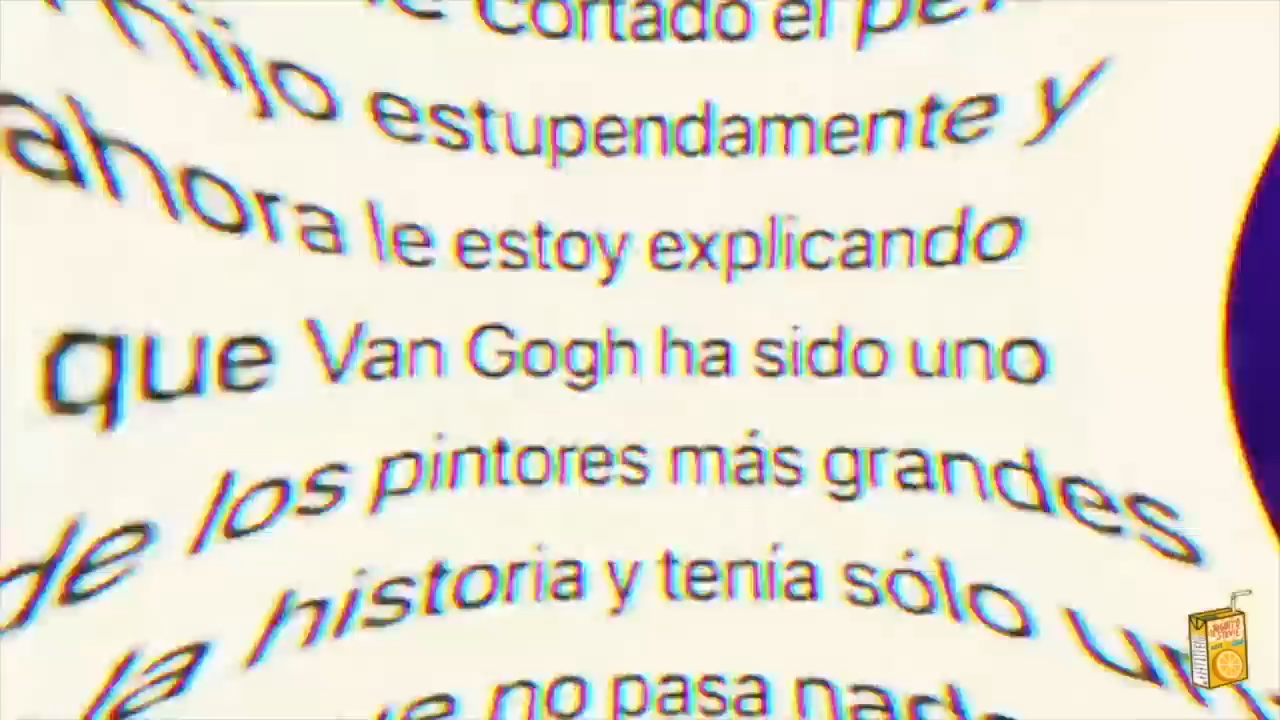 cortado el
hijo estupendamente y
ahora le estoy explicando
que Van Gogh ha sido uno
de los pintores más grandes
la historia y tenía sólo
no pasa